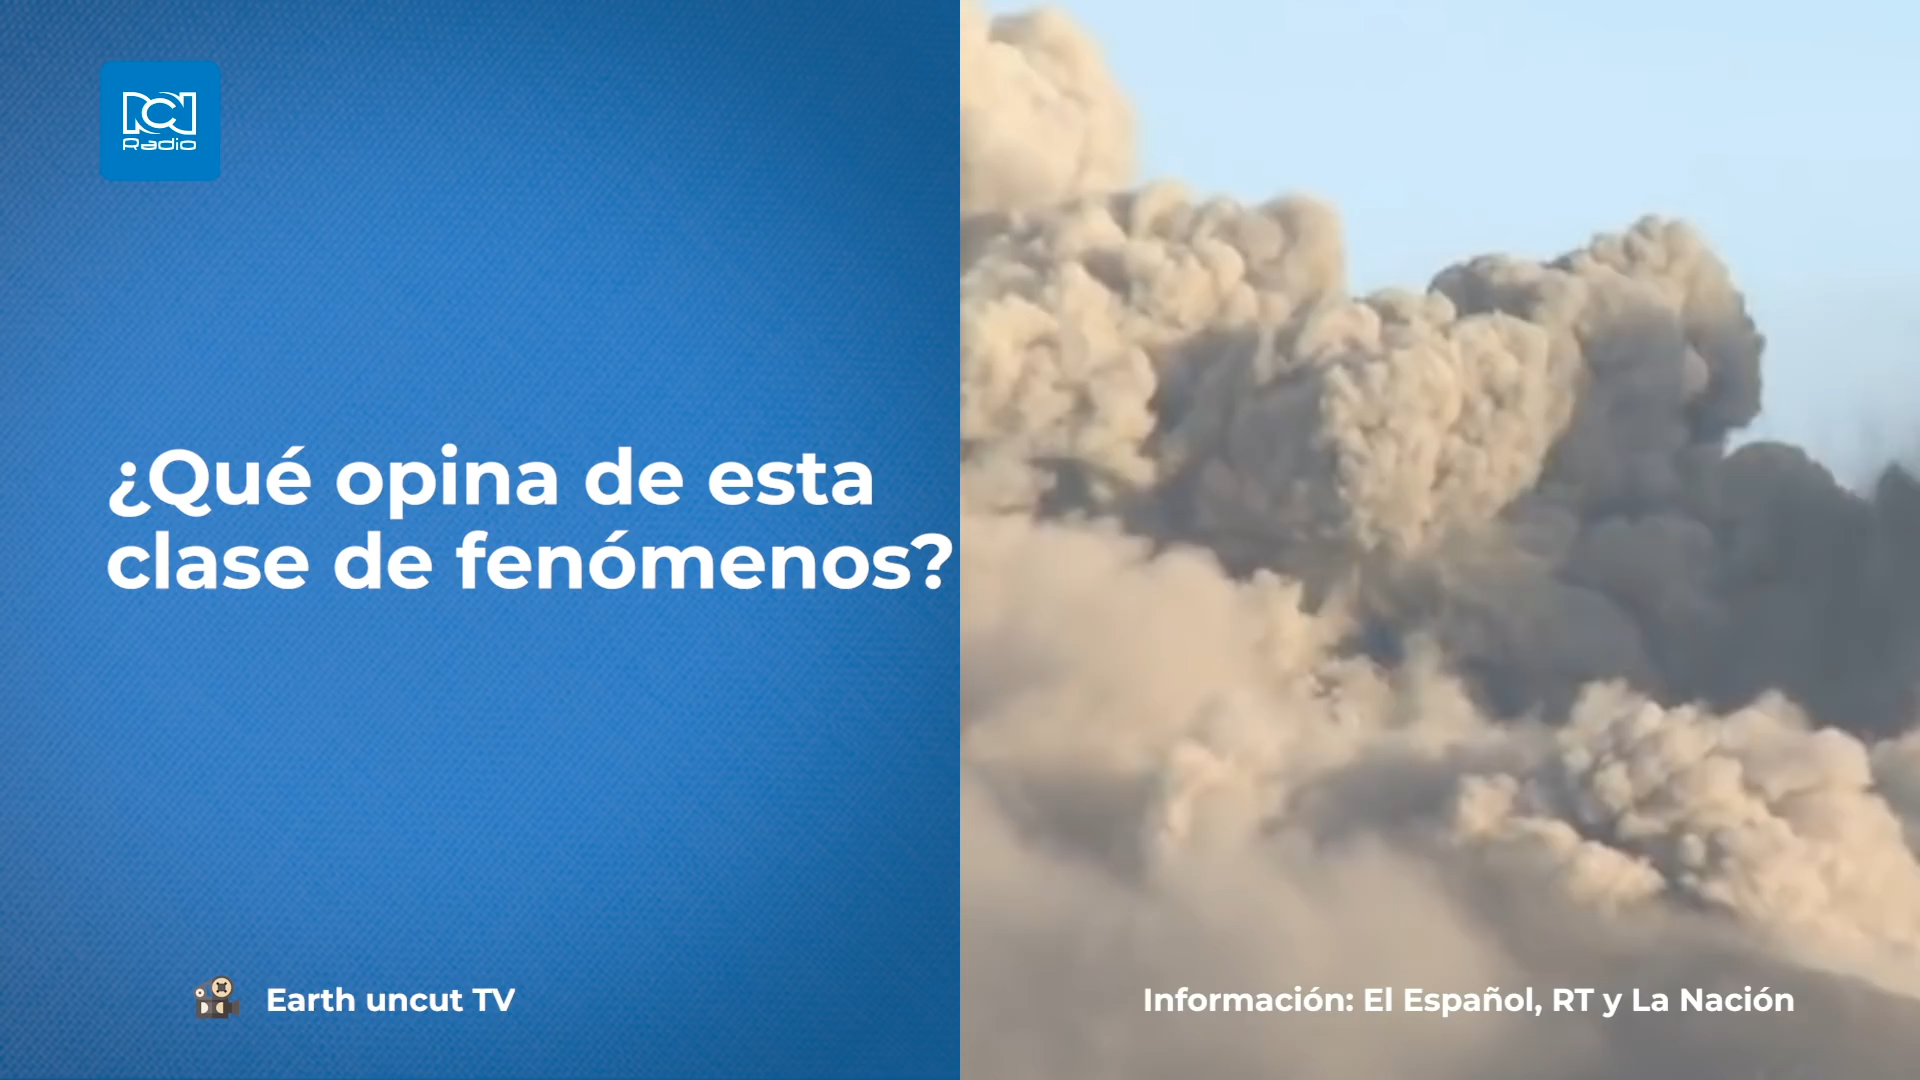 RCN
Radio
¿Qué opina de esta
clase de fenómenos?
Earth uncut TV
Información: El Español, RT y La Nación